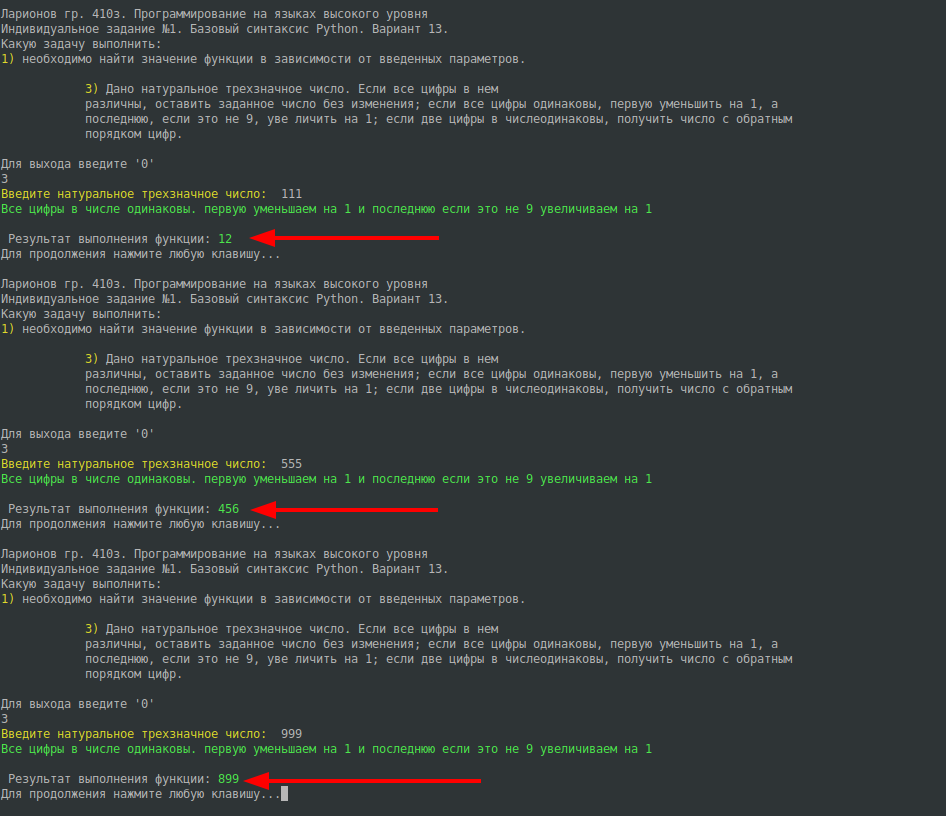 Ларионов гр. 410з. Программирование на языках высокого уровня
Индивидуальное задание №1. Базовый синтаксис Python. Вариант 13.
Какую задачу выполнить:
1) необходимо найти значение функции в зависимости от введенных параметров.
3) Дано натуральное трехзначное число. Если все цифры в нем
различны, оставить заданное число без изменения; если все цифры одинаковы, первую уменьшить на 1, а
последнюю, если это не 9, уве личить на 1; если две цифры в числеодинаковы, получить число с обратным
порядком цифр.
Для выхода введите '0'
3
Введите натуральное трехзначное число:  111
Все цифры в числе одинаковы. первую уменьшаем на 1 и последнюю если это не 9 увеличиваем на 1
Результат выполнения функции: 12
Для продолжения нажмите любую клавишу...
Ларионов гр. 410з. Программирование на языках высокого уровня
Индивидуальное задание №1. Базовый синтаксис Python. Вариант 13.
Какую задачу выполнить:
1) необходимо найти значение функции в зависимости от введенных параметров.
3) Дано натуральное трехзначное число. Если все цифры в нем
различны, оставить заданное число без изменения; если все цифры одинаковы, первую уменьшить на 1, а
последнюю, если это не 9, уве личить на 1; если две цифры в числеодинаковы, получить число с обратным
порядком цифр.
Для выхода введите '0'
3
Введите натуральное трехзначное число:  555
Все цифры в числе одинаковы. первую уменьшаем на 1 и последнюю если это не 9 увеличиваем на 1
Результат выполнения функции: 456
Для продолжения нажмите любую клавишу...
Ларионов гр. 410з. Программирование на языках высокого уровня
Индивидуальное задание №1. Базовый синтаксис Python. Вариант 13.
Какую задачу выполнить:
1) необходимо найти значение функции в зависимости от введенных параметров.
3) Дано натуральное трехзначное число. Если все цифры в нем
различны, оставить заданное число без изменения; если все цифры одинаковы, первую уменьшить на 1, а
последнюю, если это не 9, уве личить на 1; если две цифры в числеодинаковы, получить число с обратным
порядком цифр.
Для выхода введите '0'
3
Введите натуральное трехзначное число:  999
Все цифры в числе одинаковы. первую уменьшаем на 1 и последнюю если это не 9 увеличиваем на 1
Результат выполнения функции: 899
Для продолжения нажмите любую клавишу...